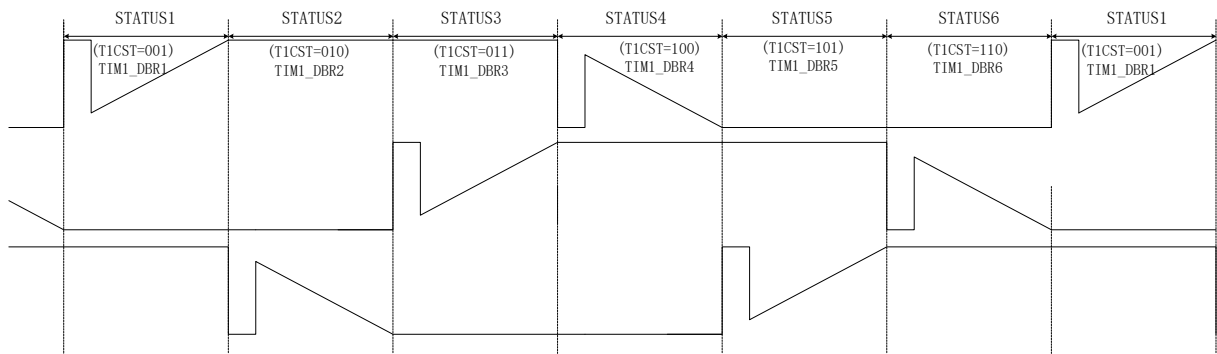 STATUS1 STATUS2 STATUS3 STATUS4 STATUS5 STATUS6 STATUS1
(T1CST=001) (T1CST=010) (T1CST=011) (T1CST=100) (T1CST=101) (T1CST=110) (T1CST=001)
TIM1_DBR1 TIM1_DBR2 TIM1_DBR3 TIM1_DBR4 TIM1_DBR5 TIM1_DBR6 TIM1_DBR1